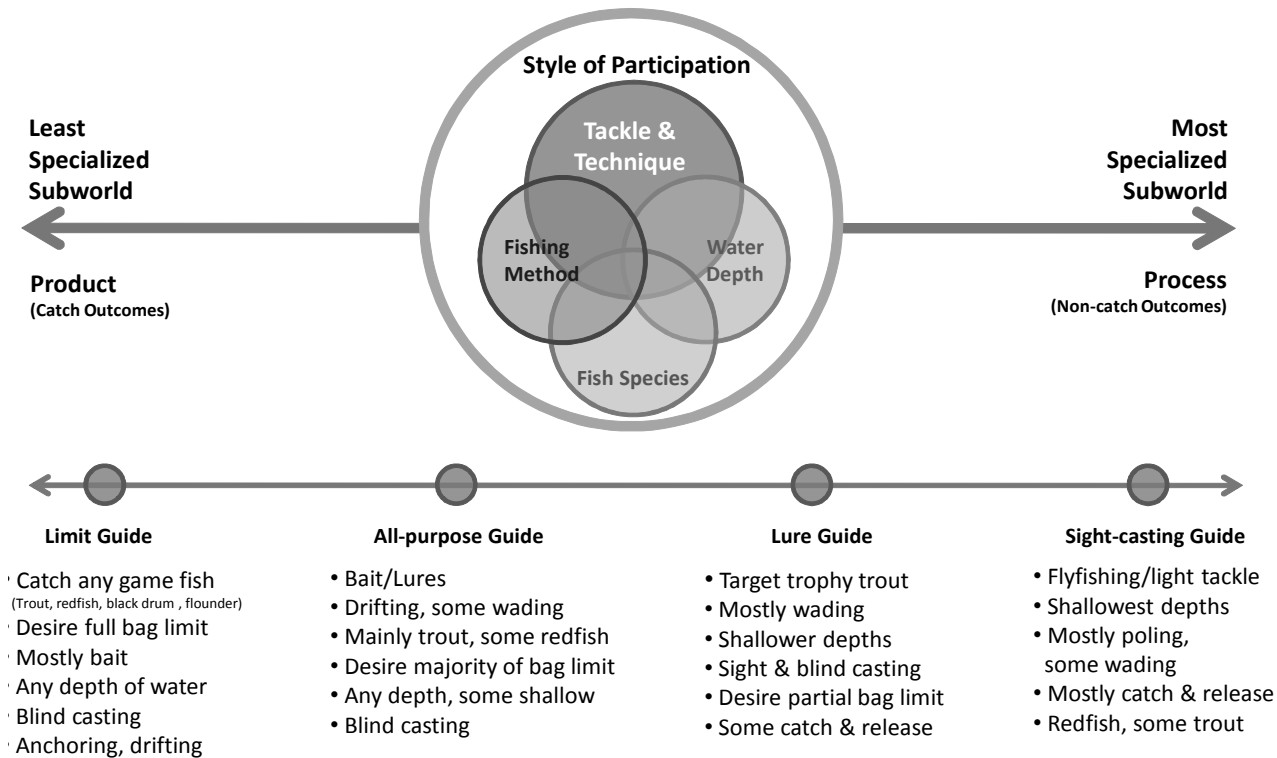 Style of Participation
Tackle &
Technique
Fishing
Method
Water
Depth
Fish Species
Least
Specialized
Subworld
Product
(Catch Outcomes)
Most
Specialized
Subworld
Process
(Non-catch Outcomes)
Limit Guide
• Catch any game fish
(Trout, redfish, black drum , flounder)
• Desire full bag limit
• Mostly bait
• Any depth of water
• Blind casting
• Anchoring, drifting
All-purpose Guide
• Bait/Lures
• Drifting, some wading
• Mainly trout, some redfish
• Desire majority of bag limit
• Any depth, some shallow
• Blind casting
Lure Guide
• Target trophy trout
• Mostly wading
• Shallower depths
• Sight & blind casting
• Desire partial bag limit
• Some catch & release
Sight-casting Guide
• Flyfishing/light tackle
• Shallowest depths
• Mostly poling,
some wading
• Mostly catch & release
• Redfish, some trout